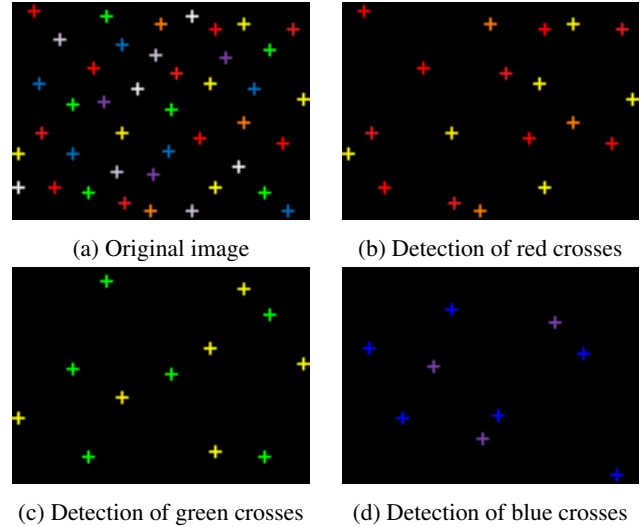 (a) Original image
(b) Detection of red crosses
(c) Detection of green crosses
(d) Detection of blue crosses